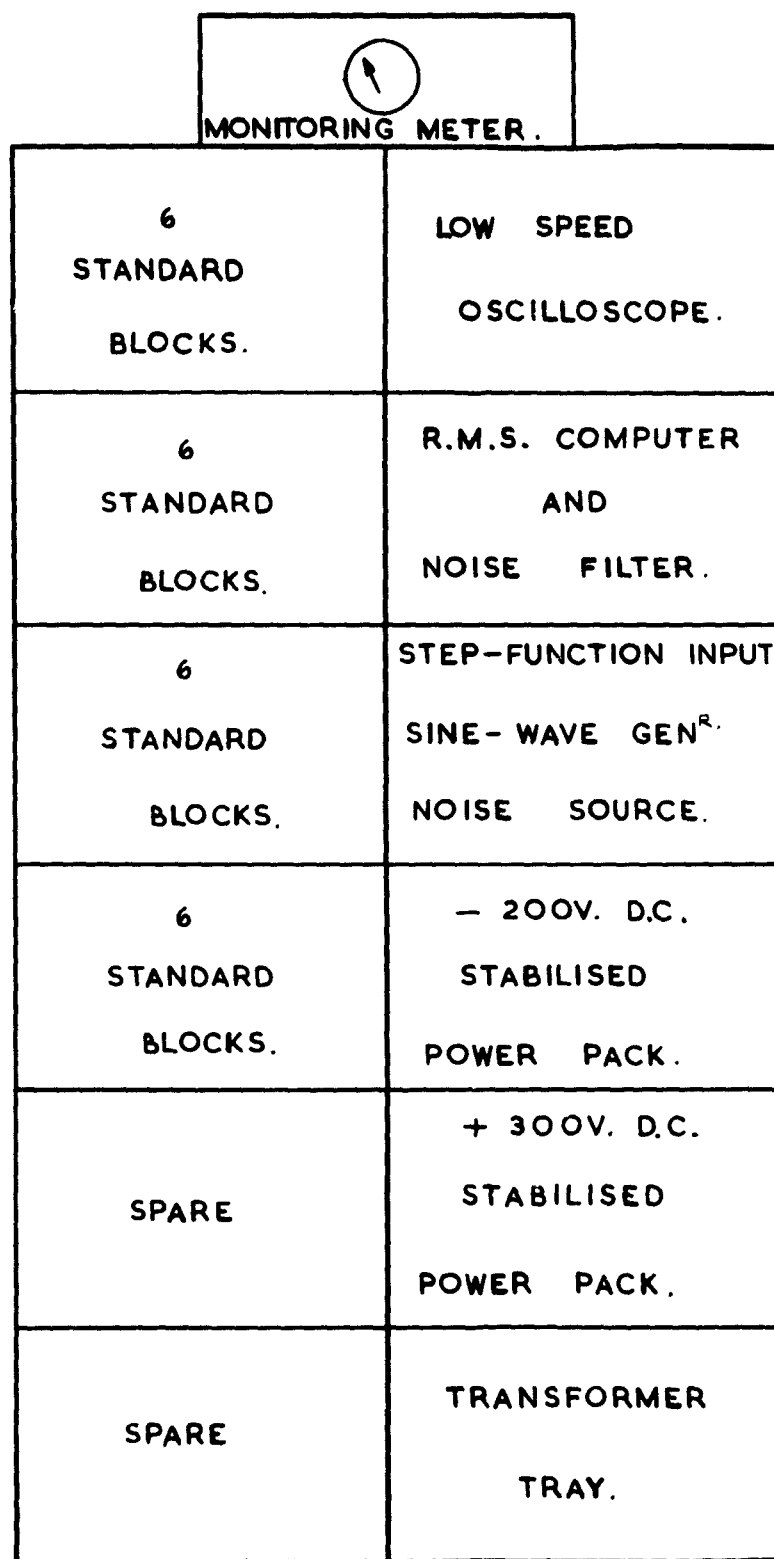 MONITORING METER.
6
STANDARD
BLOCKS.
LOW SPEED
OSCILLOSCOPE.
6
STANDARD
BLOCKS.
R.M.S. COMPUTER
AND
NOISE FILTER.
6
STANDARD
BLOCKS.
STEP-FUNCTION INPUT
SINE-WAVE GENR.
NOISE SOURCE.
6
STANDARD
BLOCKS.
- 200V. D.C.
STABILISED
POWER PACK.
SPARE
+ 300V. D.C.
STABILISED
POWER PACK.
SPARE
TRANSFORMER
TRAY.